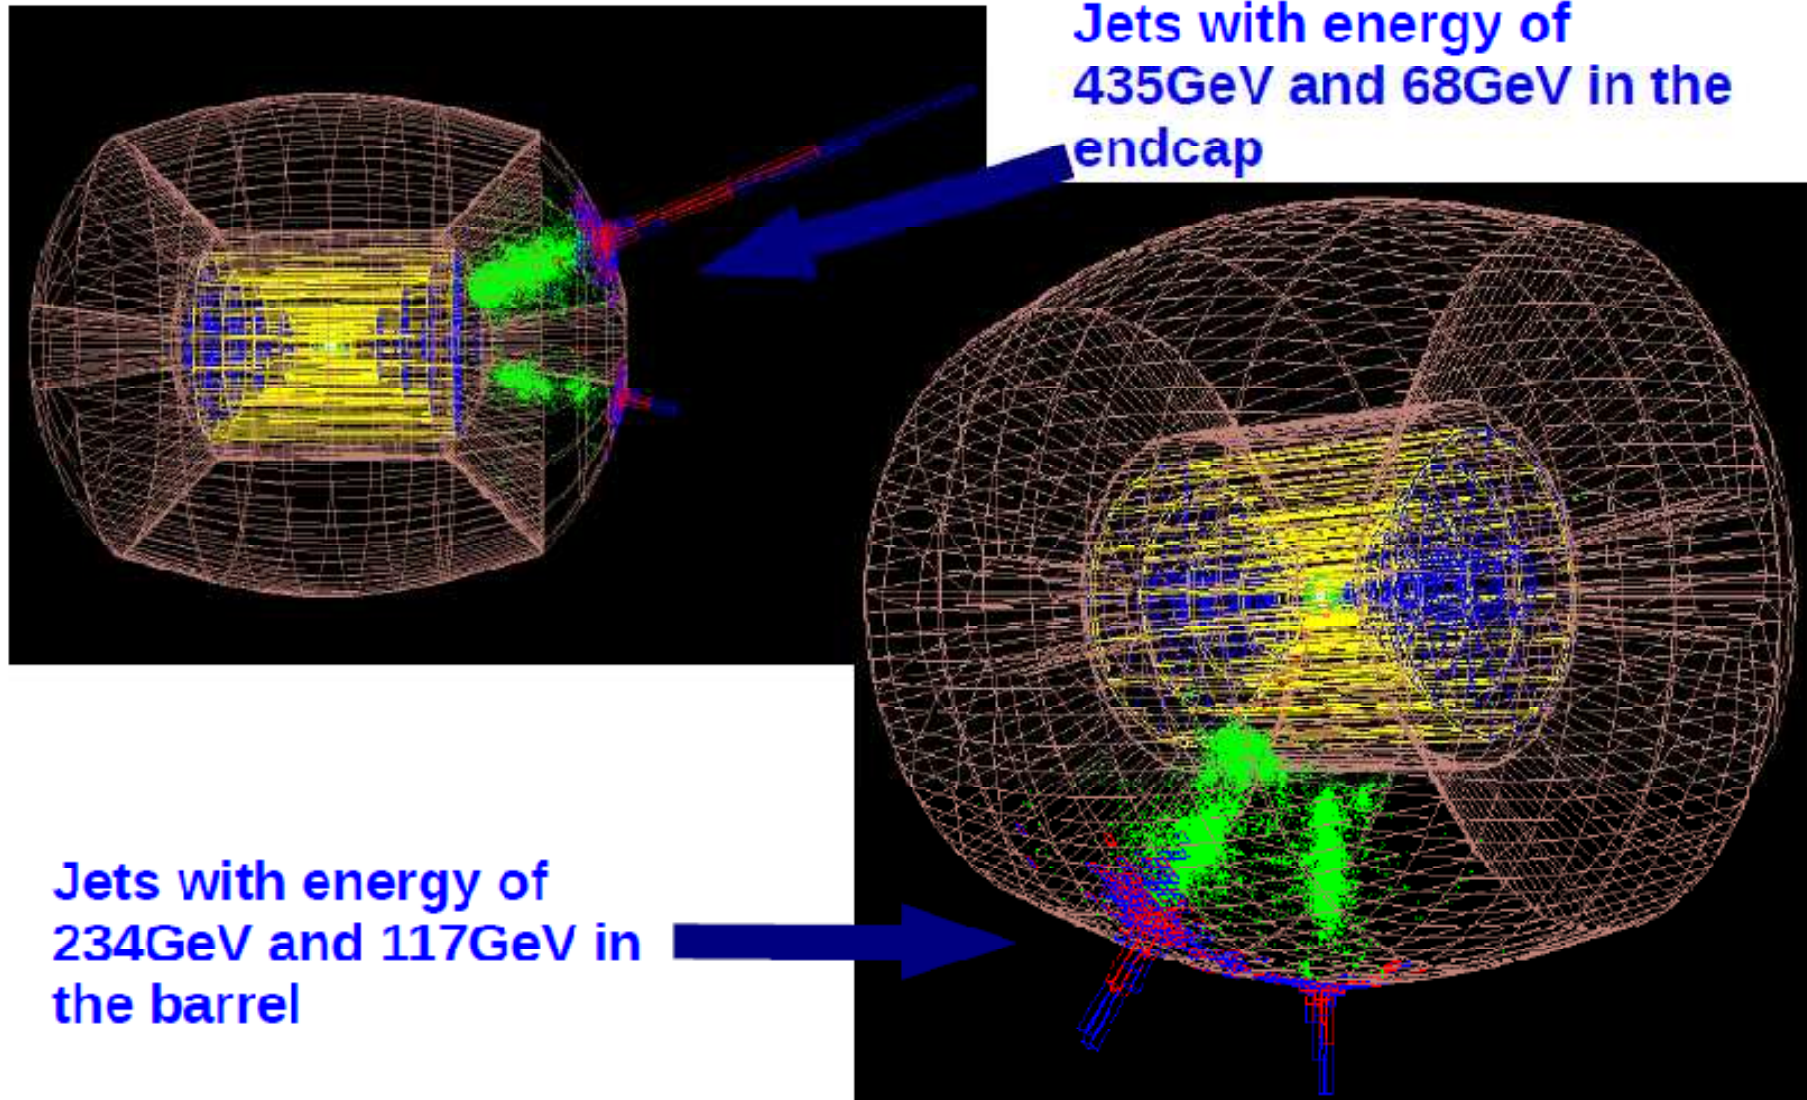 Jets with energy of
435GeV and 68GeV in the
endcap
Jets with energy of
234GeV and 117GeV in
the barrel